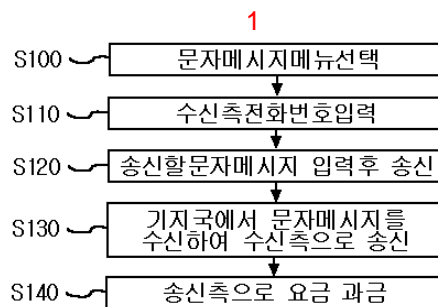 1
S100 문자메시지메뉴선택
S110 수신측전화번호입력
S120 송신할문자메시지 입력후 송신
S130 기지국에서 문자메시지를
수신하여 수신측으로 송신
S140 송신측으로 요금 과금